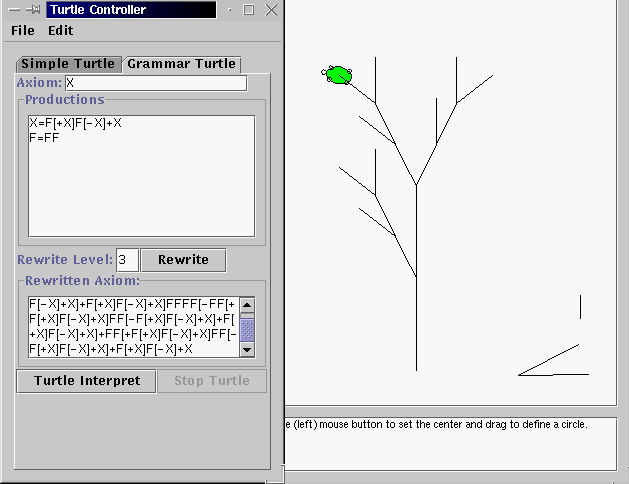 Turtle Controller
File Edit
Simple Turtle Grammar Turtle
Axiom: X
Productions
X=F[+X]F[-X]+X
F=FF
Rewrite Level: 3 Rewrite
Rewritten Axiom:
F[-X]+X]+F[+X]F[-X]+X]FFFF[-FF[+
F[+X]F[-X]+X]FF[-F[+X]F[-X]+X]+F[
+X]F[-X]+X]+FF[+F[+X]F[-X]+X]FF[-
F[+X]F[-X]+X]+F[+X]F[-X]+X
Turtle Interpret Stop Turtle
e (left) mouse button to set the center and drag to define a circle.